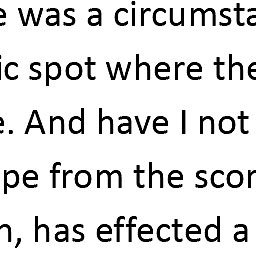 e was a circumsta
ic spot where the
e. And have I not
pe from the scor
n, has effected a